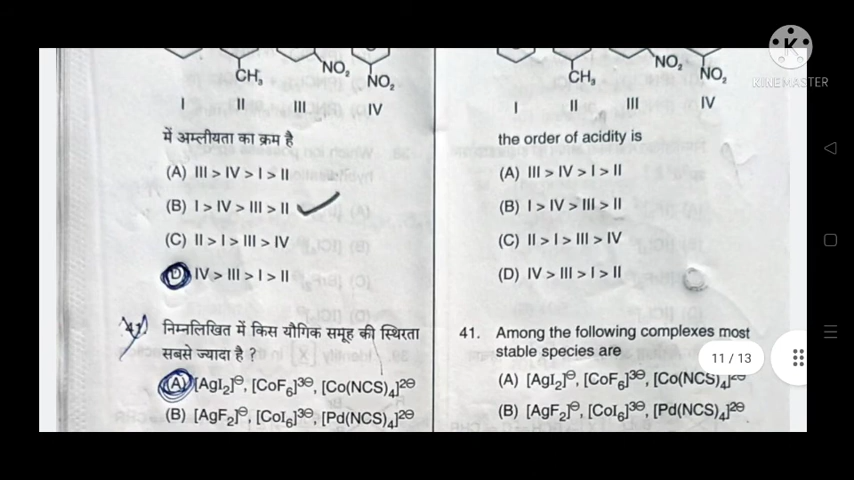 K
KINEMASTER
CH3
NO2
NO2
I II III IV
में अम्लीयता का क्रम है
(A) III > IV > I > II
(B) I > IV > III > II
(C) II > I > III > IV
(D) IV > III > I > II
41. निम्नलिखित में किस यौगिक समूह की स्थिरता
सबसे ज्यादा है ?
(A) [AgI2]⊖, [CoF6]3⊖, [Co(NCS)4]2⊖
(B) [AgF2]⊖, [CoI6]3⊖, [Pd(NCS)4]2⊖
CH3
NO2
NO2
I II III IV
the order of acidity is
(A) III > IV > I > II
(B) I > IV > III > II
(C) II > I > III > IV
(D) IV > III > I > II
41. Among the following complexes most
stable species are
(A) [AgI2]⊖, [CoF6]3⊖, [Co(NCS)4]2⊖
(B) [AgF2]⊖, [CoI6]3⊖, [Pd(NCS)4]2⊖
11 / 13